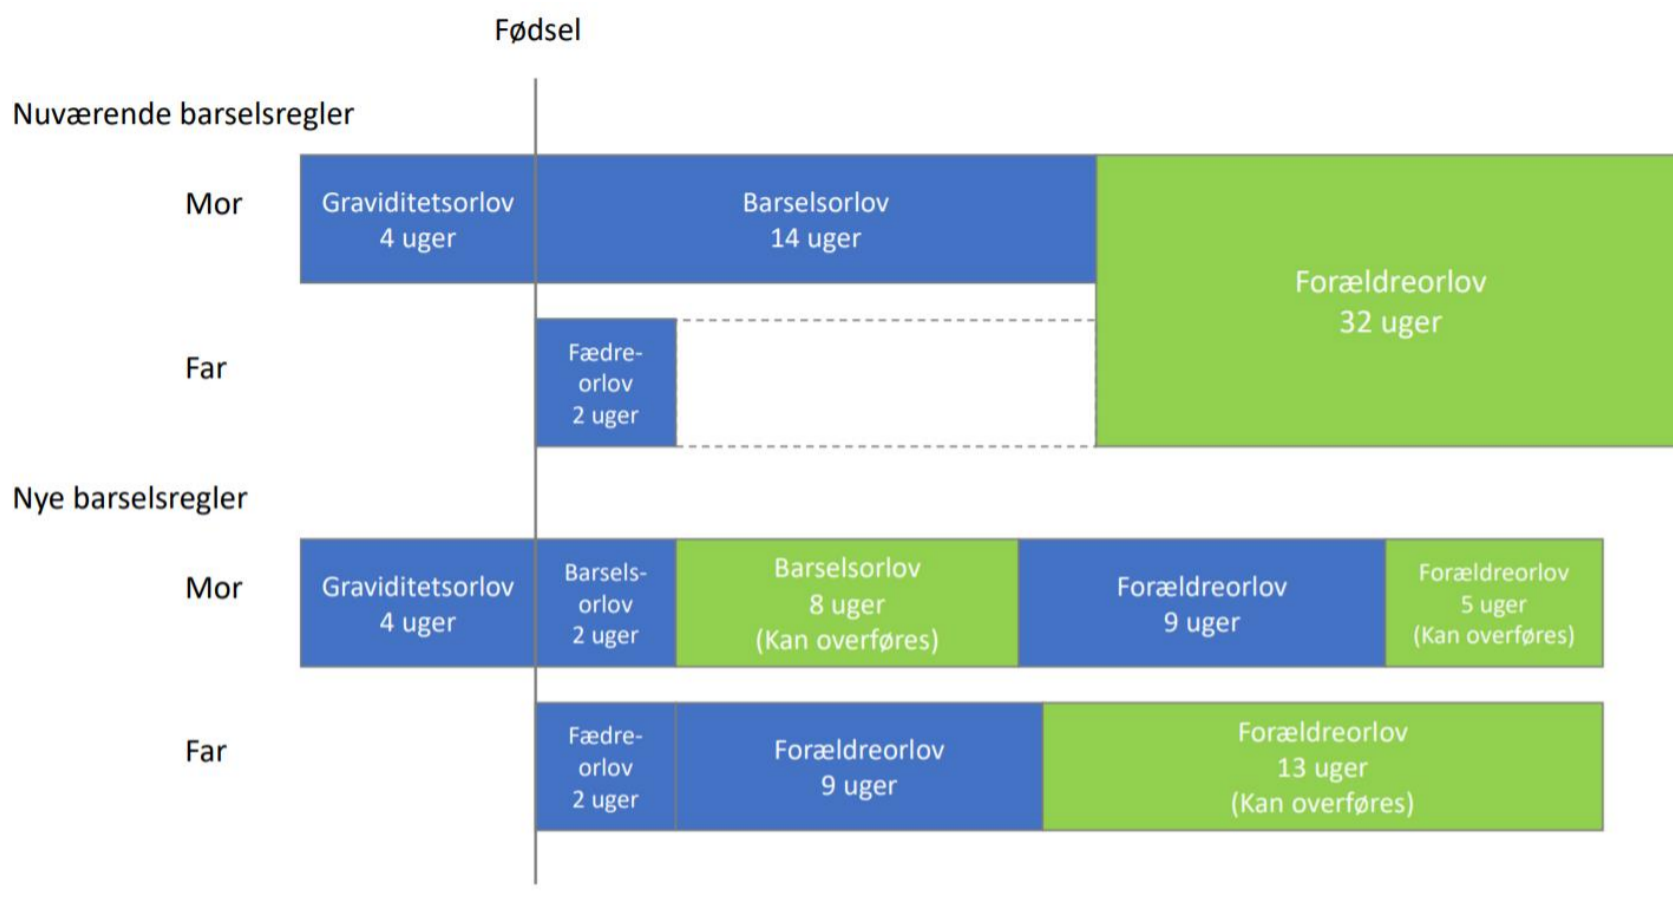 Fødsel
Nuværende barselsregler
Mor
Graviditetsorlov
4 uger
Barselsorlov
14 uger
Forældreorlov
32 uger
Far
Fædre-
orlov
2 uger
Nye barselsregler
Mor
Graviditetsorlov
4 uger
Barsels-
orlov
2 uger
Barselsorlov
8 uger
(Kan overføres)
Forældreorlov
9 uger
Forældreorlov
5 uger
(Kan overføres)
Far
Fædre-
orlov
2 uger
Forældreorlov
9 uger
Forældreorlov
13 uger
(Kan overføres)